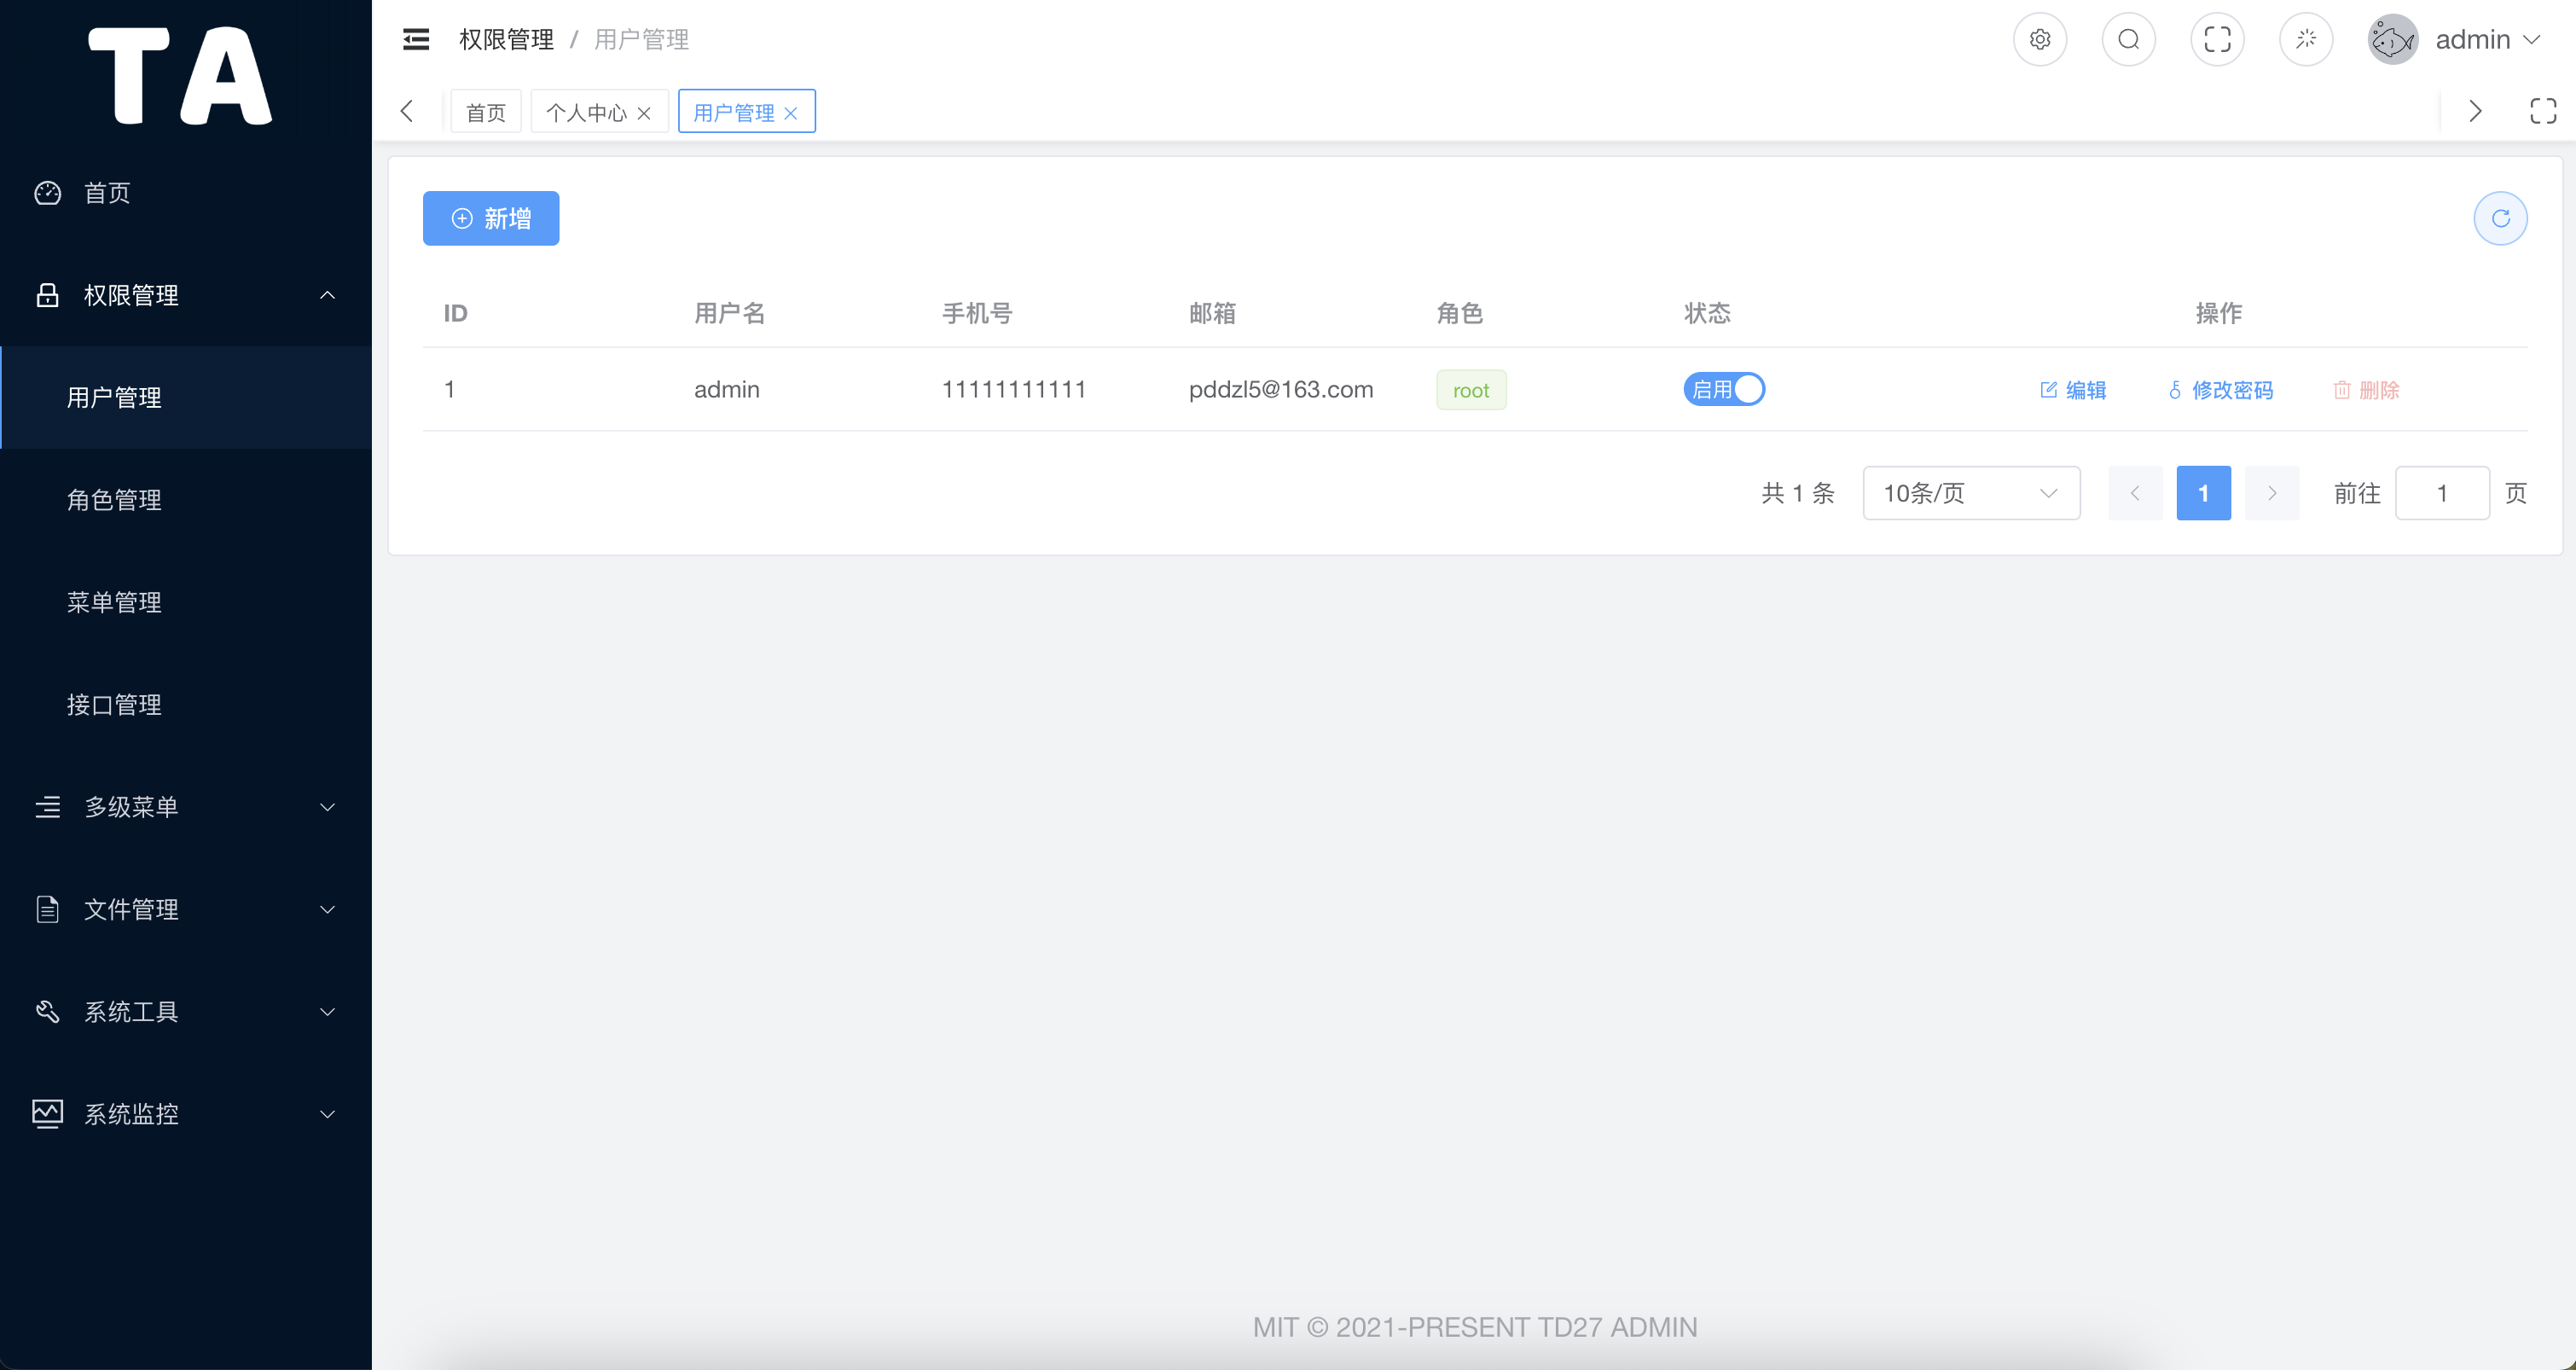 TA
首页
权限管理
用户管理
角色管理
菜单管理
接口管理
多级菜单
文件管理
系统工具
系统监控
权限管理 / 用户管理
admin
首页 个人中心 用户管理
新增
ID 用户名 手机号 邮箱 角色 状态 操作
1 admin 11111111111 pddzl5@163.com root 启用 编辑 修改密码 删除
共 1 条 10条/页 1 前往 1 页
MIT © 2021-PRESENT TD27 ADMIN